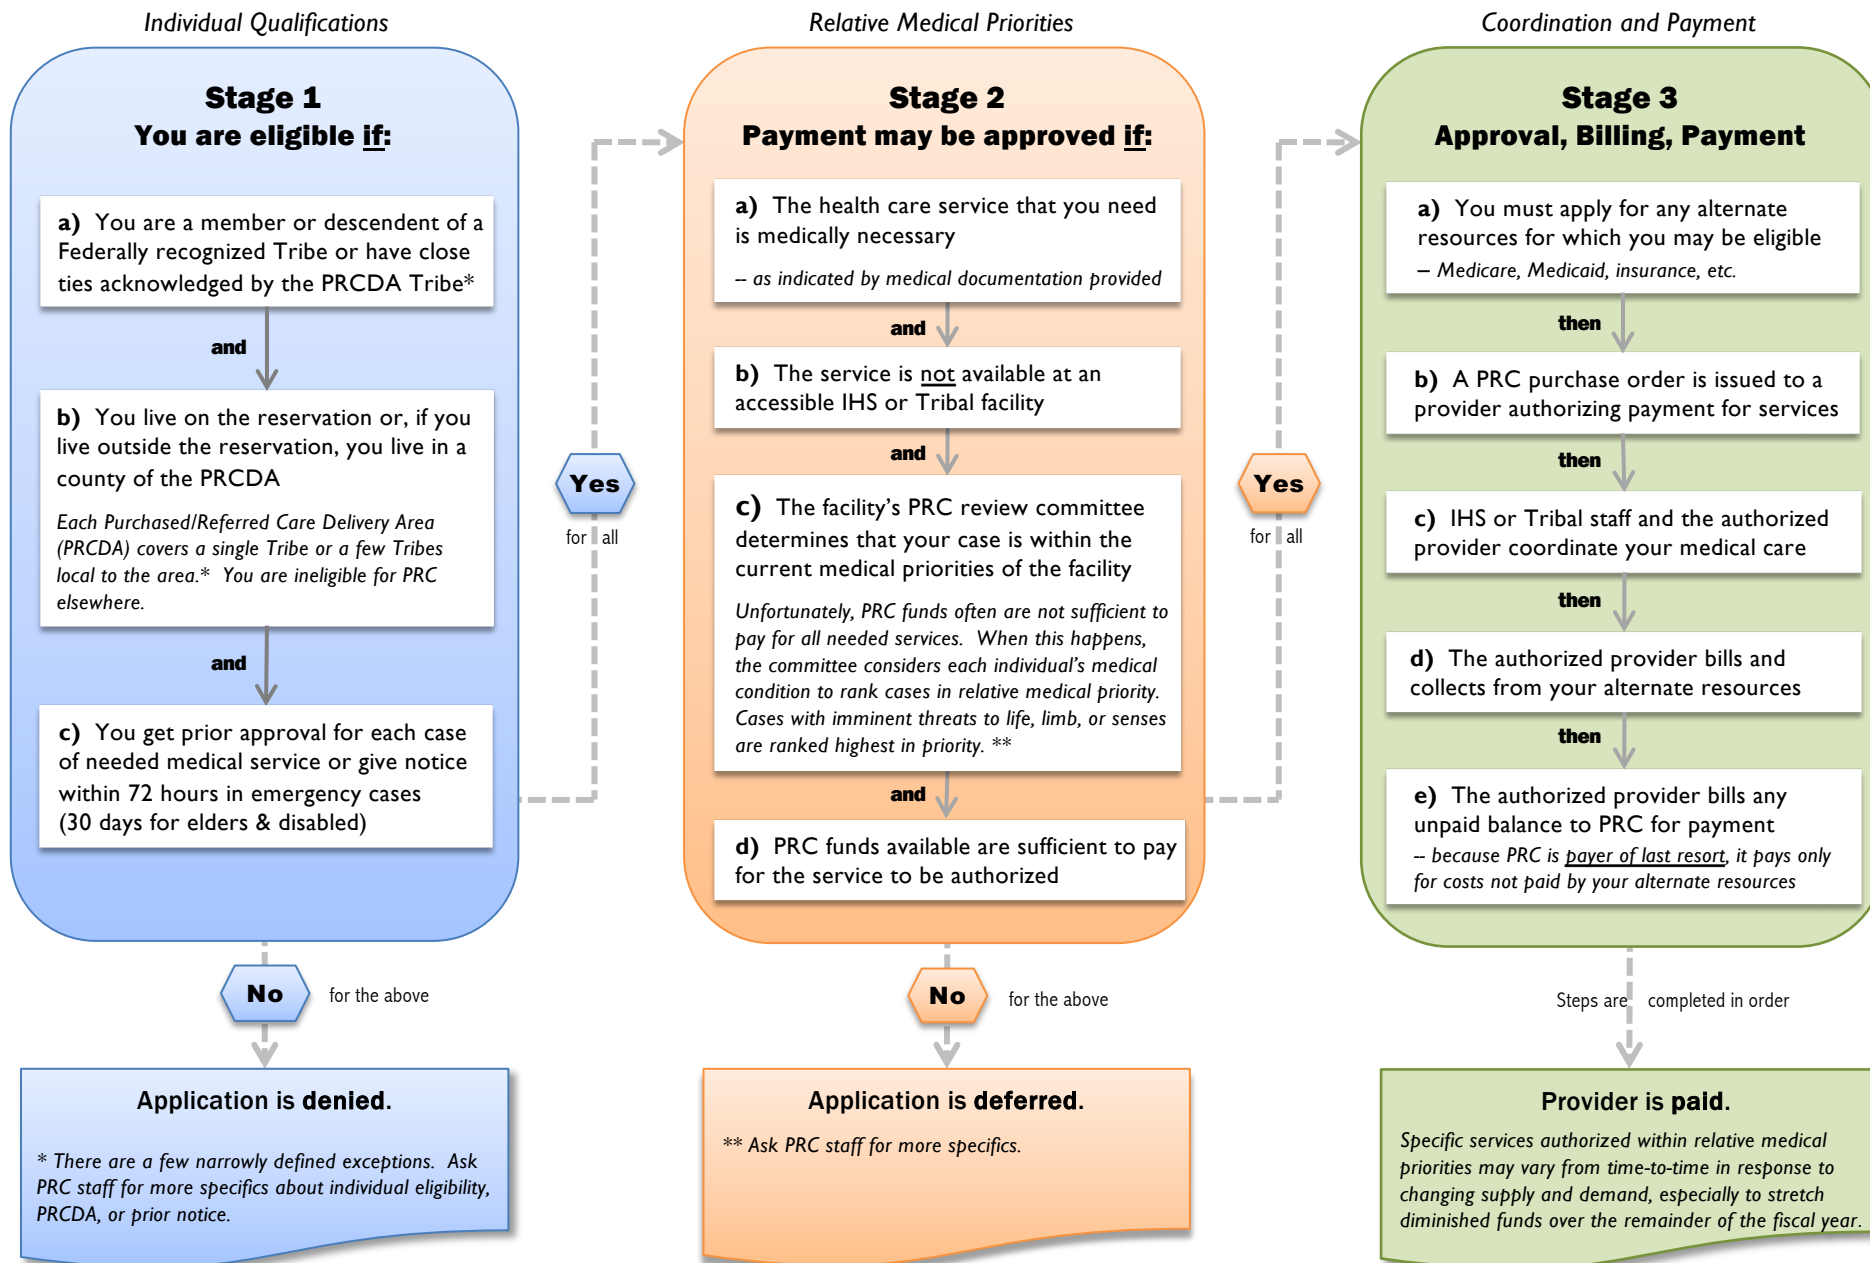 Individual Qualifications
Stage 1
You are eligible if:
a) You are a member or descendent of a
Federally recognized Tribe or have close
ties acknowledged by the PRCDA Tribe*
and
b) You live on the reservation or, if you
live outside the reservation, you live in a
county of the PRCDA
Each Purchased/Referred Care Delivery Area
(PRCDA) covers a single Tribe or a few Tribes
local to the area.* You are ineligible for PRC
elsewhere.
and
c) You get prior approval for each case
of needed medical service or give notice
within 72 hours in emergency cases
(30 days for elders & disabled)
Yes
for all
No
for the above
Application is denied.
* There are a few narrowly defined exceptions. Ask
PRC staff for more specifics about individual eligibility,
PRCDA, or prior notice.
Relative Medical Priorities
Stage 2
Payment may be approved if:
a) The health care service that you need
is medically necessary
-- as indicated by medical documentation provided
and
b) The service is not available at an
accessible IHS or Tribal facility
and
c) The facility's PRC review committee
determines that your case is within the
current medical priorities of the facility
Unfortunately, PRC funds often are not sufficient to
pay for all needed services. When this happens,
the committee considers each individual's medical
condition to rank cases in relative medical priority.
Cases with imminent threats to life, limb, or senses
are ranked highest in priority. **
and
d) PRC funds available are sufficient to pay
for the service to be authorized
Yes
for all
No
for the above
Application is deferred.
** Ask PRC staff for more specifics.
Coordination and Payment
Stage 3
Approval, Billing, Payment
a) You must apply for any alternate
resources for which you may be eligible
– Medicare, Medicaid, insurance, etc.
then
b) A PRC purchase order is issued to a
provider authorizing payment for services
then
c) IHS or Tribal staff and the authorized
provider coordinate your medical care
then
d) The authorized provider bills and
collects from your alternate resources
then
e) The authorized provider bills any
unpaid balance to PRC for payment
-- because PRC is payer of last resort, it pays only
for costs not paid by your alternate resources
Steps are completed in order
Provider is paid.
Specific services authorized within relative medical
priorities may vary from time-to-time in response to
changing supply and demand, especially to stretch
diminished funds over the remainder of the fiscal year.